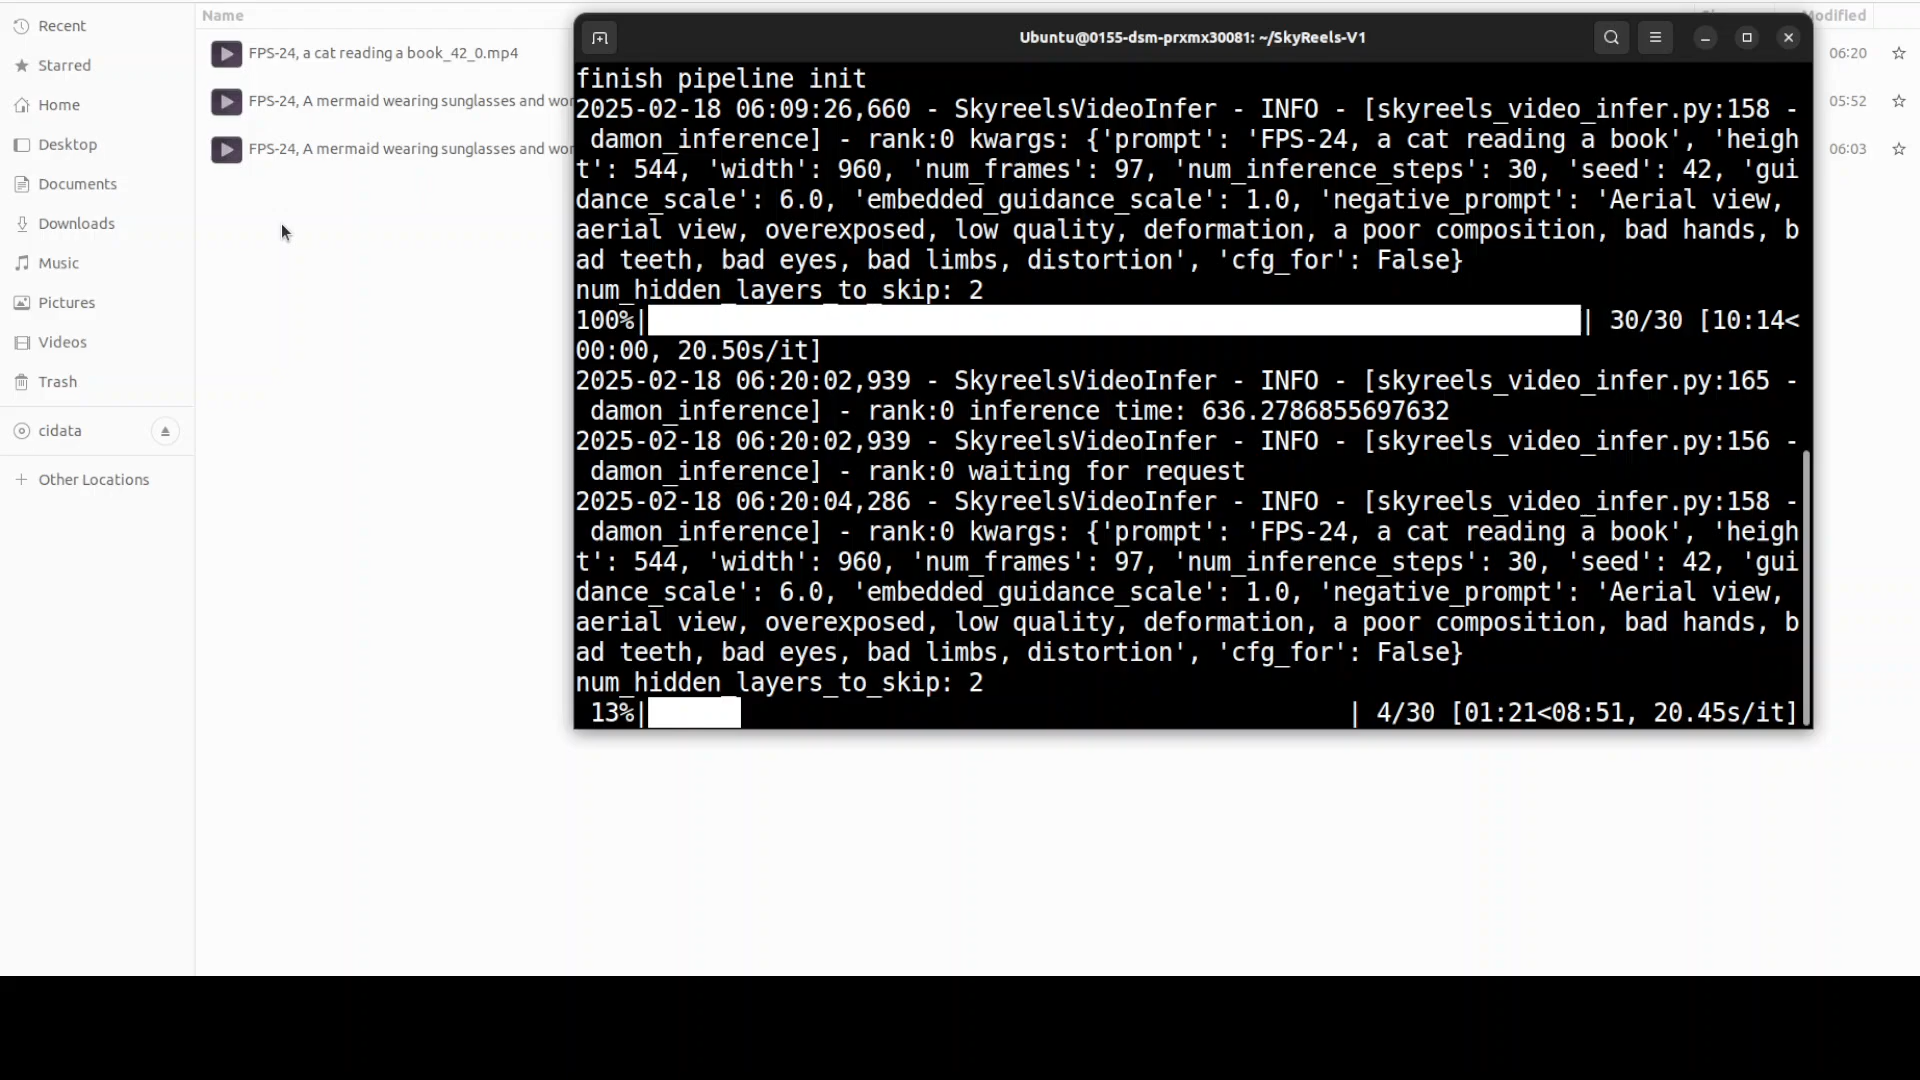 Name
Modified
Recent
Starred
Home
Desktop
Documents
Downloads
Music
Pictures
Videos
Trash
cidata
Other Locations
FPS-24, a cat reading a book_42_0.mp4
06:20
FPS-24, A mermaid wearing sunglasses and wor
05:52
FPS-24, A mermaid wearing sunglasses and wor
06:03
Ubuntu@0155-dsm-prxmx30081: ~/SkyReels-V1
finish pipeline init
2025-02-18 06:09:26,660 - SkyreelsVideoInfer - INFO - [skyreels_video_infer.py:158 -
damon_inference] - rank:0 kwargs: {'prompt': 'FPS-24, a cat reading a book', 'heigh
t': 544, 'width': 960, 'num_frames': 97, 'num_inference_steps': 30, 'seed': 42, 'gui
dance_scale': 6.0, 'embedded_guidance_scale': 1.0, 'negative_prompt': 'Aerial view,
aerial view, overexposed, low quality, deformation, a poor composition, bad hands, b
ad teeth, bad eyes, bad limbs, distortion', 'cfg_for': False}
num_hidden_layers_to_skip: 2
100%| | 30/30 [10:14<
00:00, 20.50s/it]
2025-02-18 06:20:02,939 - SkyreelsVideoInfer - INFO - [skyreels_video_infer.py:165 -
damon_inference] - rank:0 inference time: 636.2786855697632
2025-02-18 06:20:02,939 - SkyreelsVideoInfer - INFO - [skyreels_video_infer.py:156 -
damon_inference] - rank:0 waiting for request
2025-02-18 06:20:04,286 - SkyreelsVideoInfer - INFO - [skyreels_video_infer.py:158 -
damon_inference] - rank:0 kwargs: {'prompt': 'FPS-24, a cat reading a book', 'heigh
t': 544, 'width': 960, 'num_frames': 97, 'num_inference_steps': 30, 'seed': 42, 'gui
dance_scale': 6.0, 'embedded_guidance_scale': 1.0, 'negative_prompt': 'Aerial view,
aerial view, overexposed, low quality, deformation, a poor composition, bad hands, b
ad teeth, bad eyes, bad limbs, distortion', 'cfg_for': False}
num_hidden_layers_to_skip: 2
13%| | 4/30 [01:21<08:51, 20.45s/it]